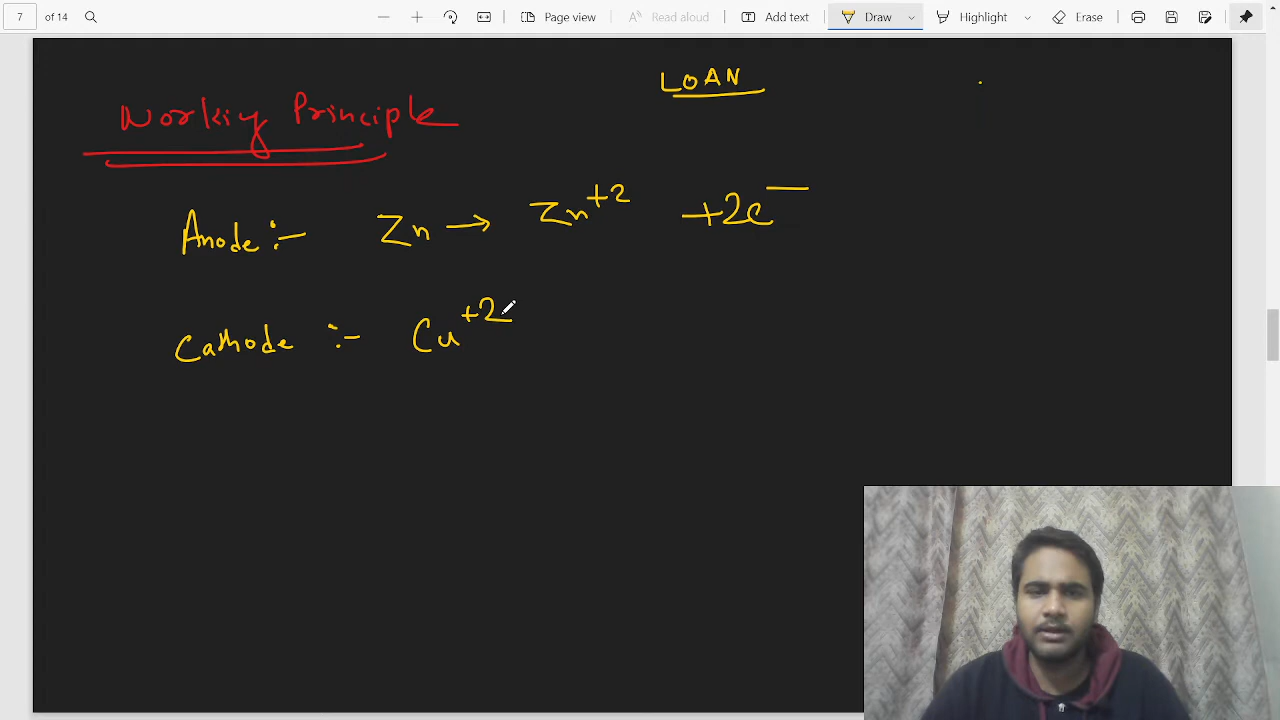 7 of 14 Page view Read aloud Add text Draw Highlight Erase
LOAN
Workiy Principle
Anode :- Zn → Zn+2 +2e‾
Cathode :- Cu+2